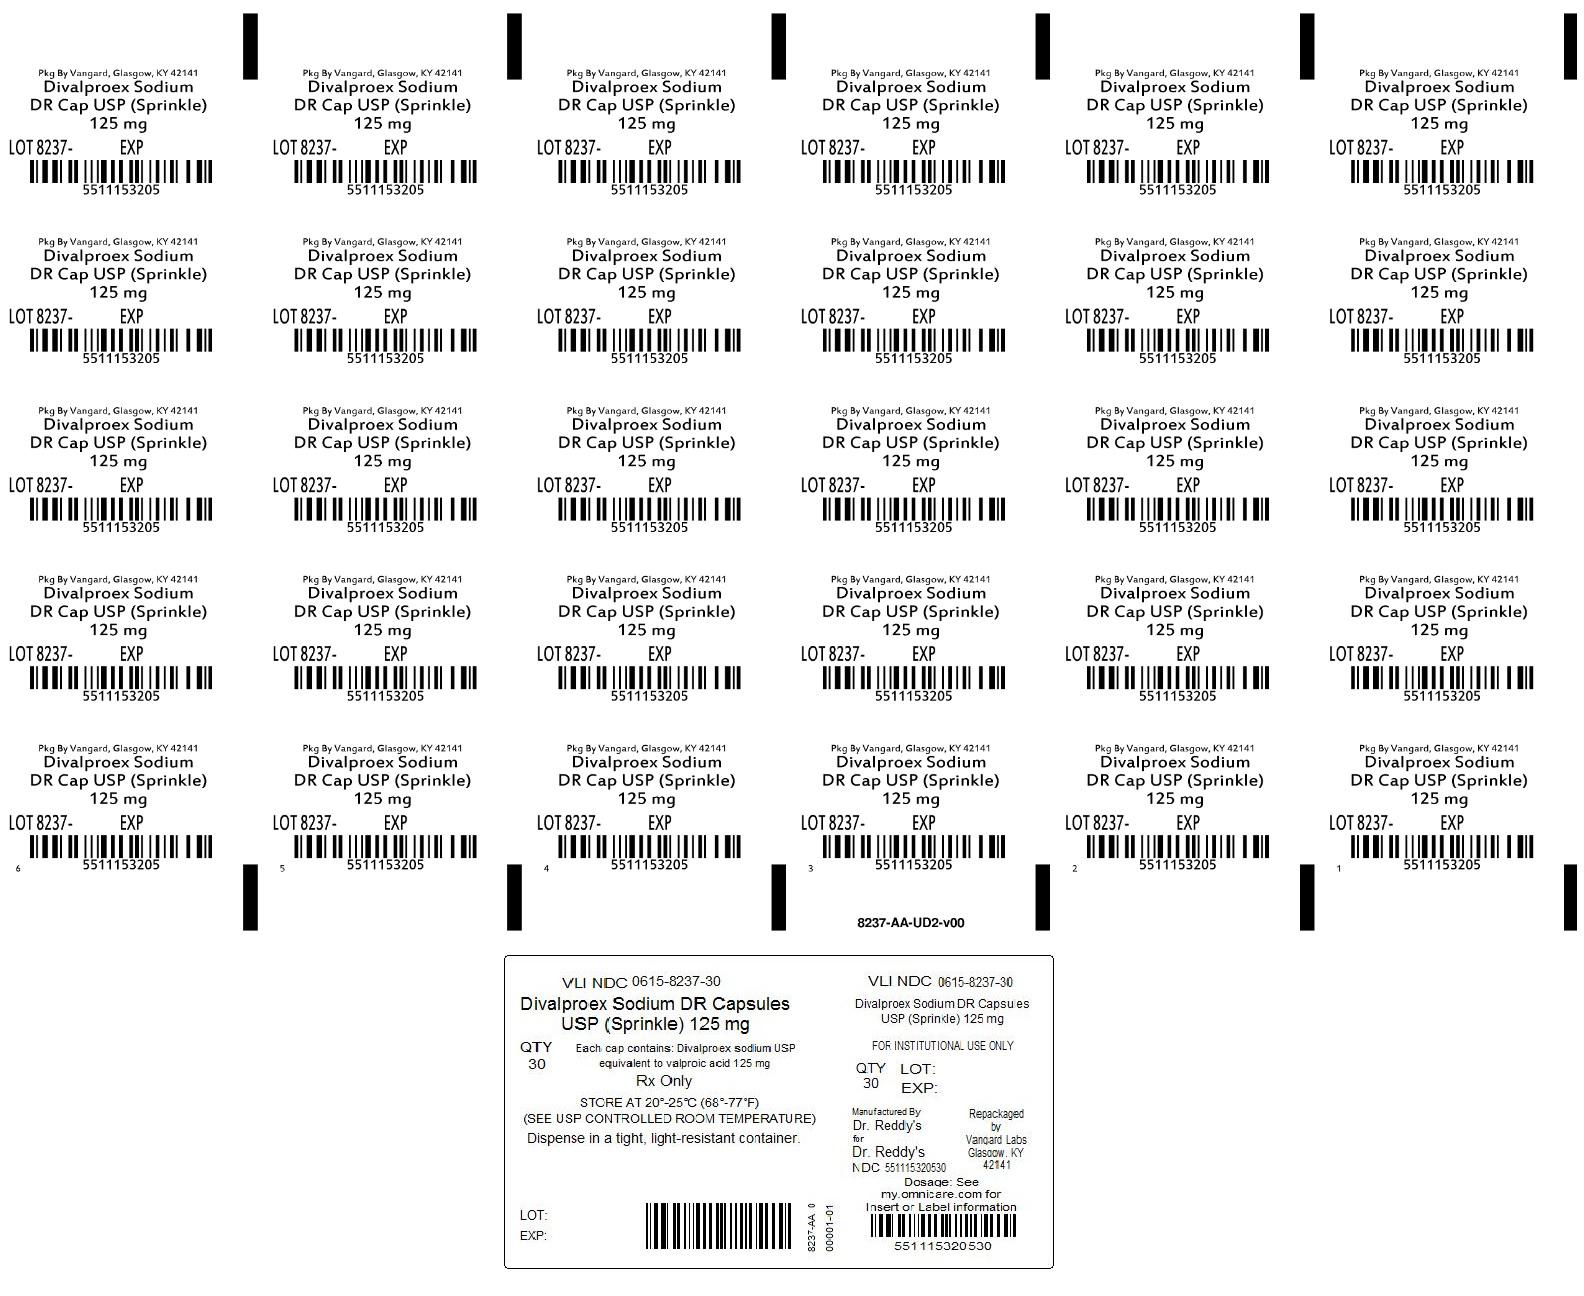 Pkg By Vangard, Glasgow, KY 42141 Pkg By Vangard, Glasgow, KY 42141 Pkg By Vangard, Glasgow, KY 42141 Pkg By Vangard, Glasgow, KY 42141 Pkg By Vangard, Glasgow, KY 42141 Pkg By Vangard, Glasgow, KY 42141
Divalproex Sodium Divalproex Sodium Divalproex Sodium Divalproex Sodium Divalproex Sodium Divalproex Sodium
DR Cap USP (Sprinkle) DR Cap USP (Sprinkle) DR Cap USP (Sprinkle) DR Cap USP (Sprinkle) DR Cap USP (Sprinkle) DR Cap USP (Sprinkle)
125 mg 125 mg 125 mg 125 mg 125 mg 125 mg
LOT 8237- EXP LOT 8237- EXP LOT 8237- EXP LOT 8237- EXP LOT 8237- EXP LOT 8237- EXP
5511153205 5511153205 5511153205 5511153205 5511153205 5511153205
Pkg By Vangard, Glasgow, KY 42141 Pkg By Vangard, Glasgow, KY 42141 Pkg By Vangard, Glasgow, KY 42141 Pkg By Vangard, Glasgow, KY 42141 Pkg By Vangard, Glasgow, KY 42141 Pkg By Vangard, Glasgow, KY 42141
Divalproex Sodium Divalproex Sodium Divalproex Sodium Divalproex Sodium Divalproex Sodium Divalproex Sodium
DR Cap USP (Sprinkle) DR Cap USP (Sprinkle) DR Cap USP (Sprinkle) DR Cap USP (Sprinkle) DR Cap USP (Sprinkle) DR Cap USP (Sprinkle)
125 mg 125 mg 125 mg 125 mg 125 mg 125 mg
LOT 8237- EXP LOT 8237- EXP LOT 8237- EXP LOT 8237- EXP LOT 8237- EXP LOT 8237- EXP
5511153205 5511153205 5511153205 5511153205 5511153205 5511153205
Pkg By Vangard, Glasgow, KY 42141 Pkg By Vangard, Glasgow, KY 42141 Pkg By Vangard, Glasgow, KY 42141 Pkg By Vangard, Glasgow, KY 42141 Pkg By Vangard, Glasgow, KY 42141 Pkg By Vangard, Glasgow, KY 42141
Divalproex Sodium Divalproex Sodium Divalproex Sodium Divalproex Sodium Divalproex Sodium Divalproex Sodium
DR Cap USP (Sprinkle) DR Cap USP (Sprinkle) DR Cap USP (Sprinkle) DR Cap USP (Sprinkle) DR Cap USP (Sprinkle) DR Cap USP (Sprinkle)
125 mg 125 mg 125 mg 125 mg 125 mg 125 mg
LOT 8237- EXP LOT 8237- EXP LOT 8237- EXP LOT 8237- EXP LOT 8237- EXP LOT 8237- EXP
5511153205 5511153205 5511153205 5511153205 5511153205 5511153205
Pkg By Vangard, Glasgow, KY 42141 Pkg By Vangard, Glasgow, KY 42141 Pkg By Vangard, Glasgow, KY 42141 Pkg By Vangard, Glasgow, KY 42141 Pkg By Vangard, Glasgow, KY 42141 Pkg By Vangard, Glasgow, KY 42141
Divalproex Sodium Divalproex Sodium Divalproex Sodium Divalproex Sodium Divalproex Sodium Divalproex Sodium
DR Cap USP (Sprinkle) DR Cap USP (Sprinkle) DR Cap USP (Sprinkle) DR Cap USP (Sprinkle) DR Cap USP (Sprinkle) DR Cap USP (Sprinkle)
125 mg 125 mg 125 mg 125 mg 125 mg 125 mg
LOT 8237- EXP LOT 8237- EXP LOT 8237- EXP LOT 8237- EXP LOT 8237- EXP LOT 8237- EXP
5511153205 5511153205 5511153205 5511153205 5511153205 5511153205
Pkg By Vangard, Glasgow, KY 42141 Pkg By Vangard, Glasgow, KY 42141 Pkg By Vangard, Glasgow, KY 42141 Pkg By Vangard, Glasgow, KY 42141 Pkg By Vangard, Glasgow, KY 42141 Pkg By Vangard, Glasgow, KY 42141
Divalproex Sodium Divalproex Sodium Divalproex Sodium Divalproex Sodium Divalproex Sodium Divalproex Sodium
DR Cap USP (Sprinkle) DR Cap USP (Sprinkle) DR Cap USP (Sprinkle) DR Cap USP (Sprinkle) DR Cap USP (Sprinkle) DR Cap USP (Sprinkle)
125 mg 125 mg 125 mg 125 mg 125 mg 125 mg
LOT 8237- EXP LOT 8237- EXP LOT 8237- EXP LOT 8237- EXP LOT 8237- EXP LOT 8237- EXP
6 5511153205 5 5511153205 4 5511153205 3 5511153205 2 5511153205 1 5511153205
8237-AA-UD2-v00
VLI NDC 0615-8237-30
Divalproex Sodium DR Capsules
USP (Sprinkle) 125 mg
QTY
30
Each cap contains: Divalproex sodium USP
equivalent to valproic acid 125 mg
Rx Only
STORE AT 20°-25°C (68°-77°F)
(SEE USP CONTROLLED ROOM TEMPERATURE)
Dispense in a tight, light-resistant container.
LOT:
EXP:
8237-AA 0
00001-01
VLI NDC 0615-8237-30
Divalproex Sodium DR Capsules
USP (Sprinkle) 125 mg
FOR INSTITUTIONAL USE ONLY
QTY
30
LOT:
EXP:
Manufactured By
Dr. Reddy's
for
Dr. Reddy's
NDC 551115320530
Repackaged
by
Vangard Labs
Glasgow, KY
42141
Dosage: See
my.omnicare.com for
Insert or Label information
551115320530